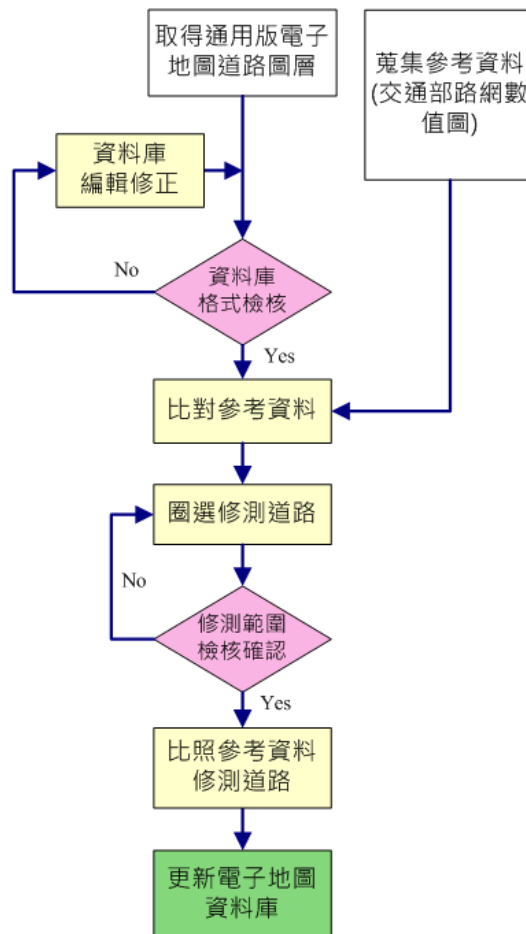 取得通用版電子
地圖道路圖層
蒐集參考資料
(交通部路網數
值圖)
資料庫
編輯修正
No
資料庫
格式檢核
Yes
比對參考資料
圈選修測道路
No
修測範圍
檢核確認
Yes
比照參考資料
修測道路
更新電子地圖
資料庫